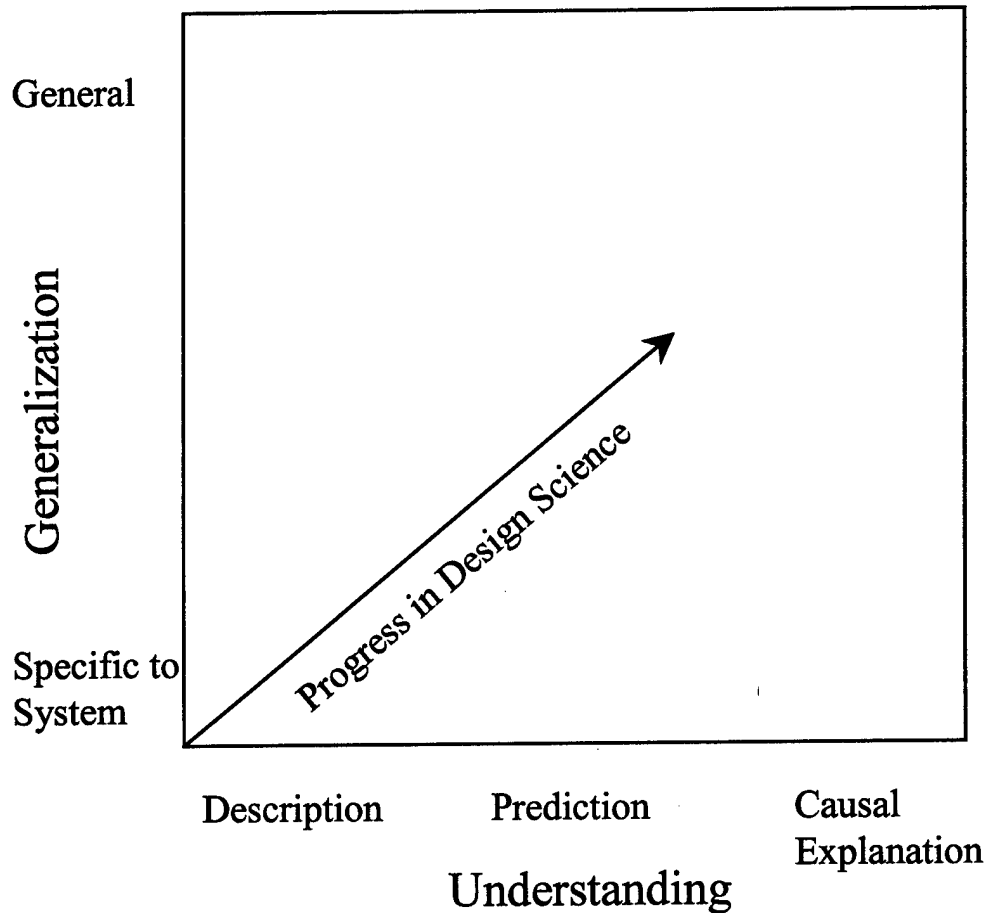 General
Generalization
Specific to
System
Progress in Design Science
Description
Prediction
Causal
Explanation
Understanding